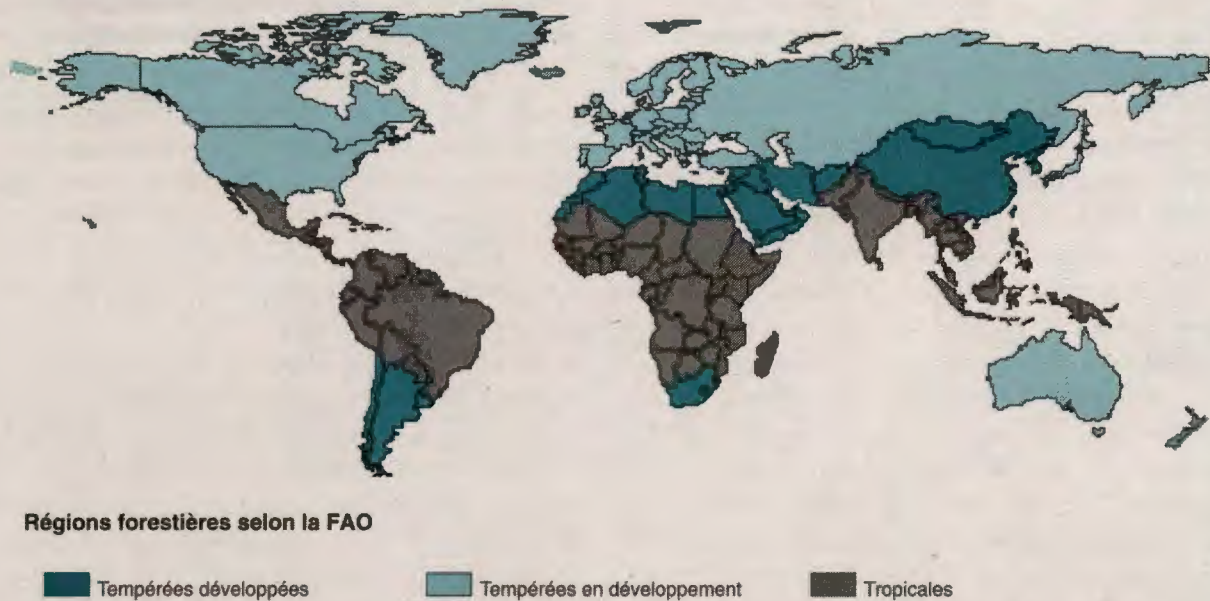 Régions forestières selon la FAO
Tempérées développées
Tempérées en développement
Tropicales